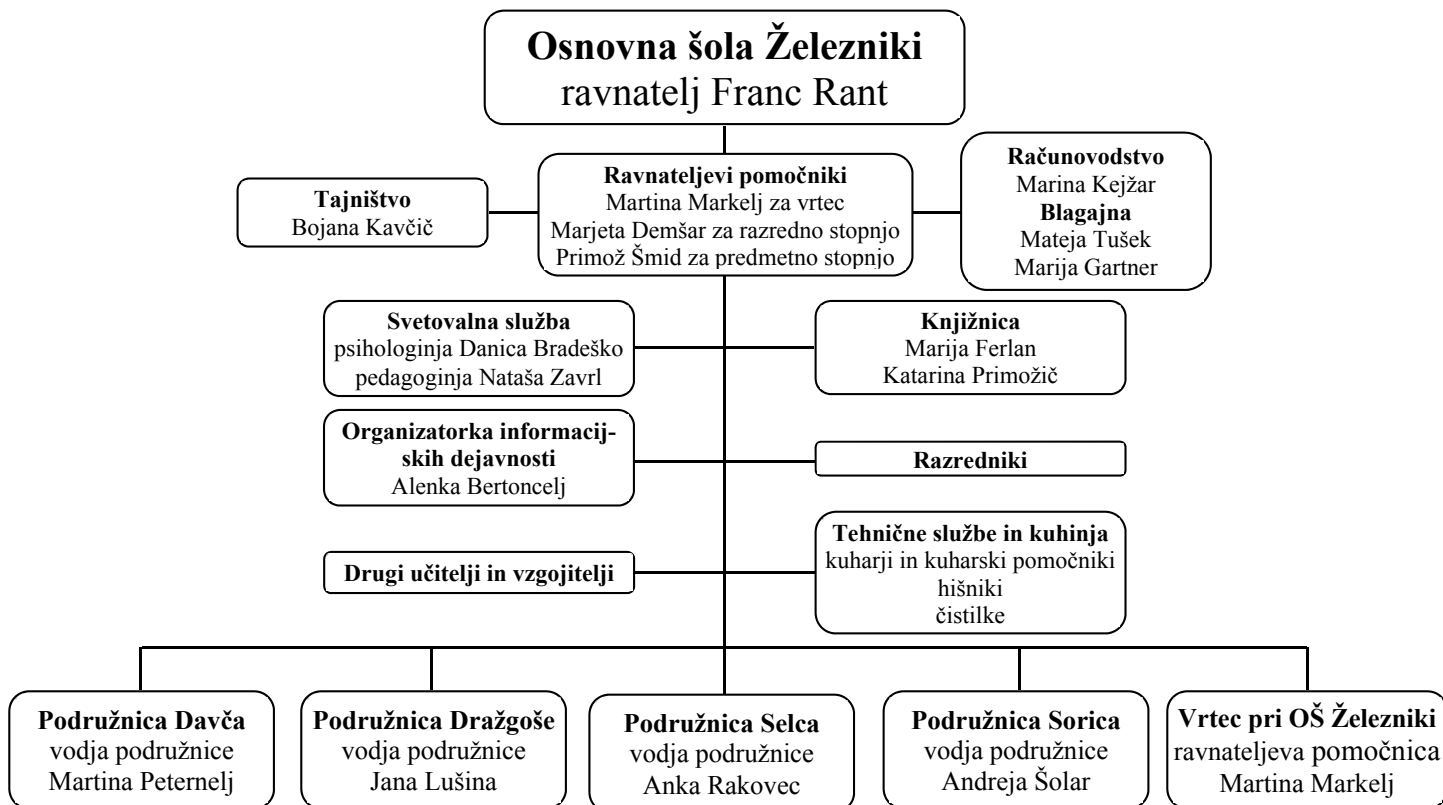 Osnovna šola Železniki
ravnatelj Franc Rant
Tajništvo
Bojana Kavčič
Ravnateljevi pomočniki
Martina Markelj za vrtec
Marjeta Demšar za razredno stopnjo
Primož Šmid za predmetno stopnjo
Računovodstvo
Marina Kejžar
Blagajna
Mateja Tušek
Marija Gartner
Svetovalna služba
psihologinja Danica Bradeško
pedagoginja Nataša Zavrl
Knjižnica
Marija Ferlan
Katarina Primožič
Organizatorka informacij-
skih dejavnosti
Alenka Bertoncelj
Razredniki
Drugi učitelji in vzgojitelji
Tehnične službe in kuhinja
kuharji in kuharski pomočniki
hišniki
čistilke
Podružnica Davča
vodja podružnice
Martina Peternelj
Podružnica Dražgoše
vodja podružnice
Jana Lušina
Podružnica Selca
vodja podružnice
Anka Rakovec
Podružnica Sorica
vodja podružnice
Andreja Šolar
Vrtec pri OŠ Železniki
ravnateljeva pomočnica
Martina Markelj